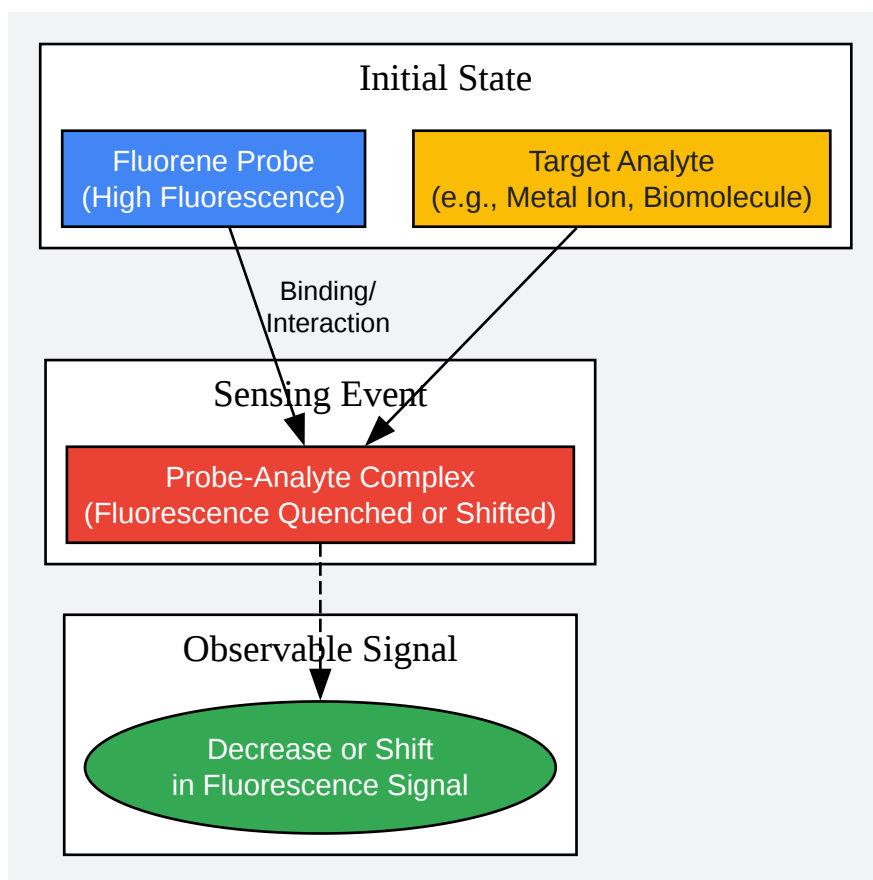 Initial State
Fluorene Probe
(High Fluorescence)
Target Analyte
(e.g., Metal Ion, Biomolecule)
Binding/
Interaction
Sensing Event
Probe-Analyte Complex
(Fluorescence Quenched or Shifted)
Observable Signal
Decrease or Shift
in Fluorescence Signal